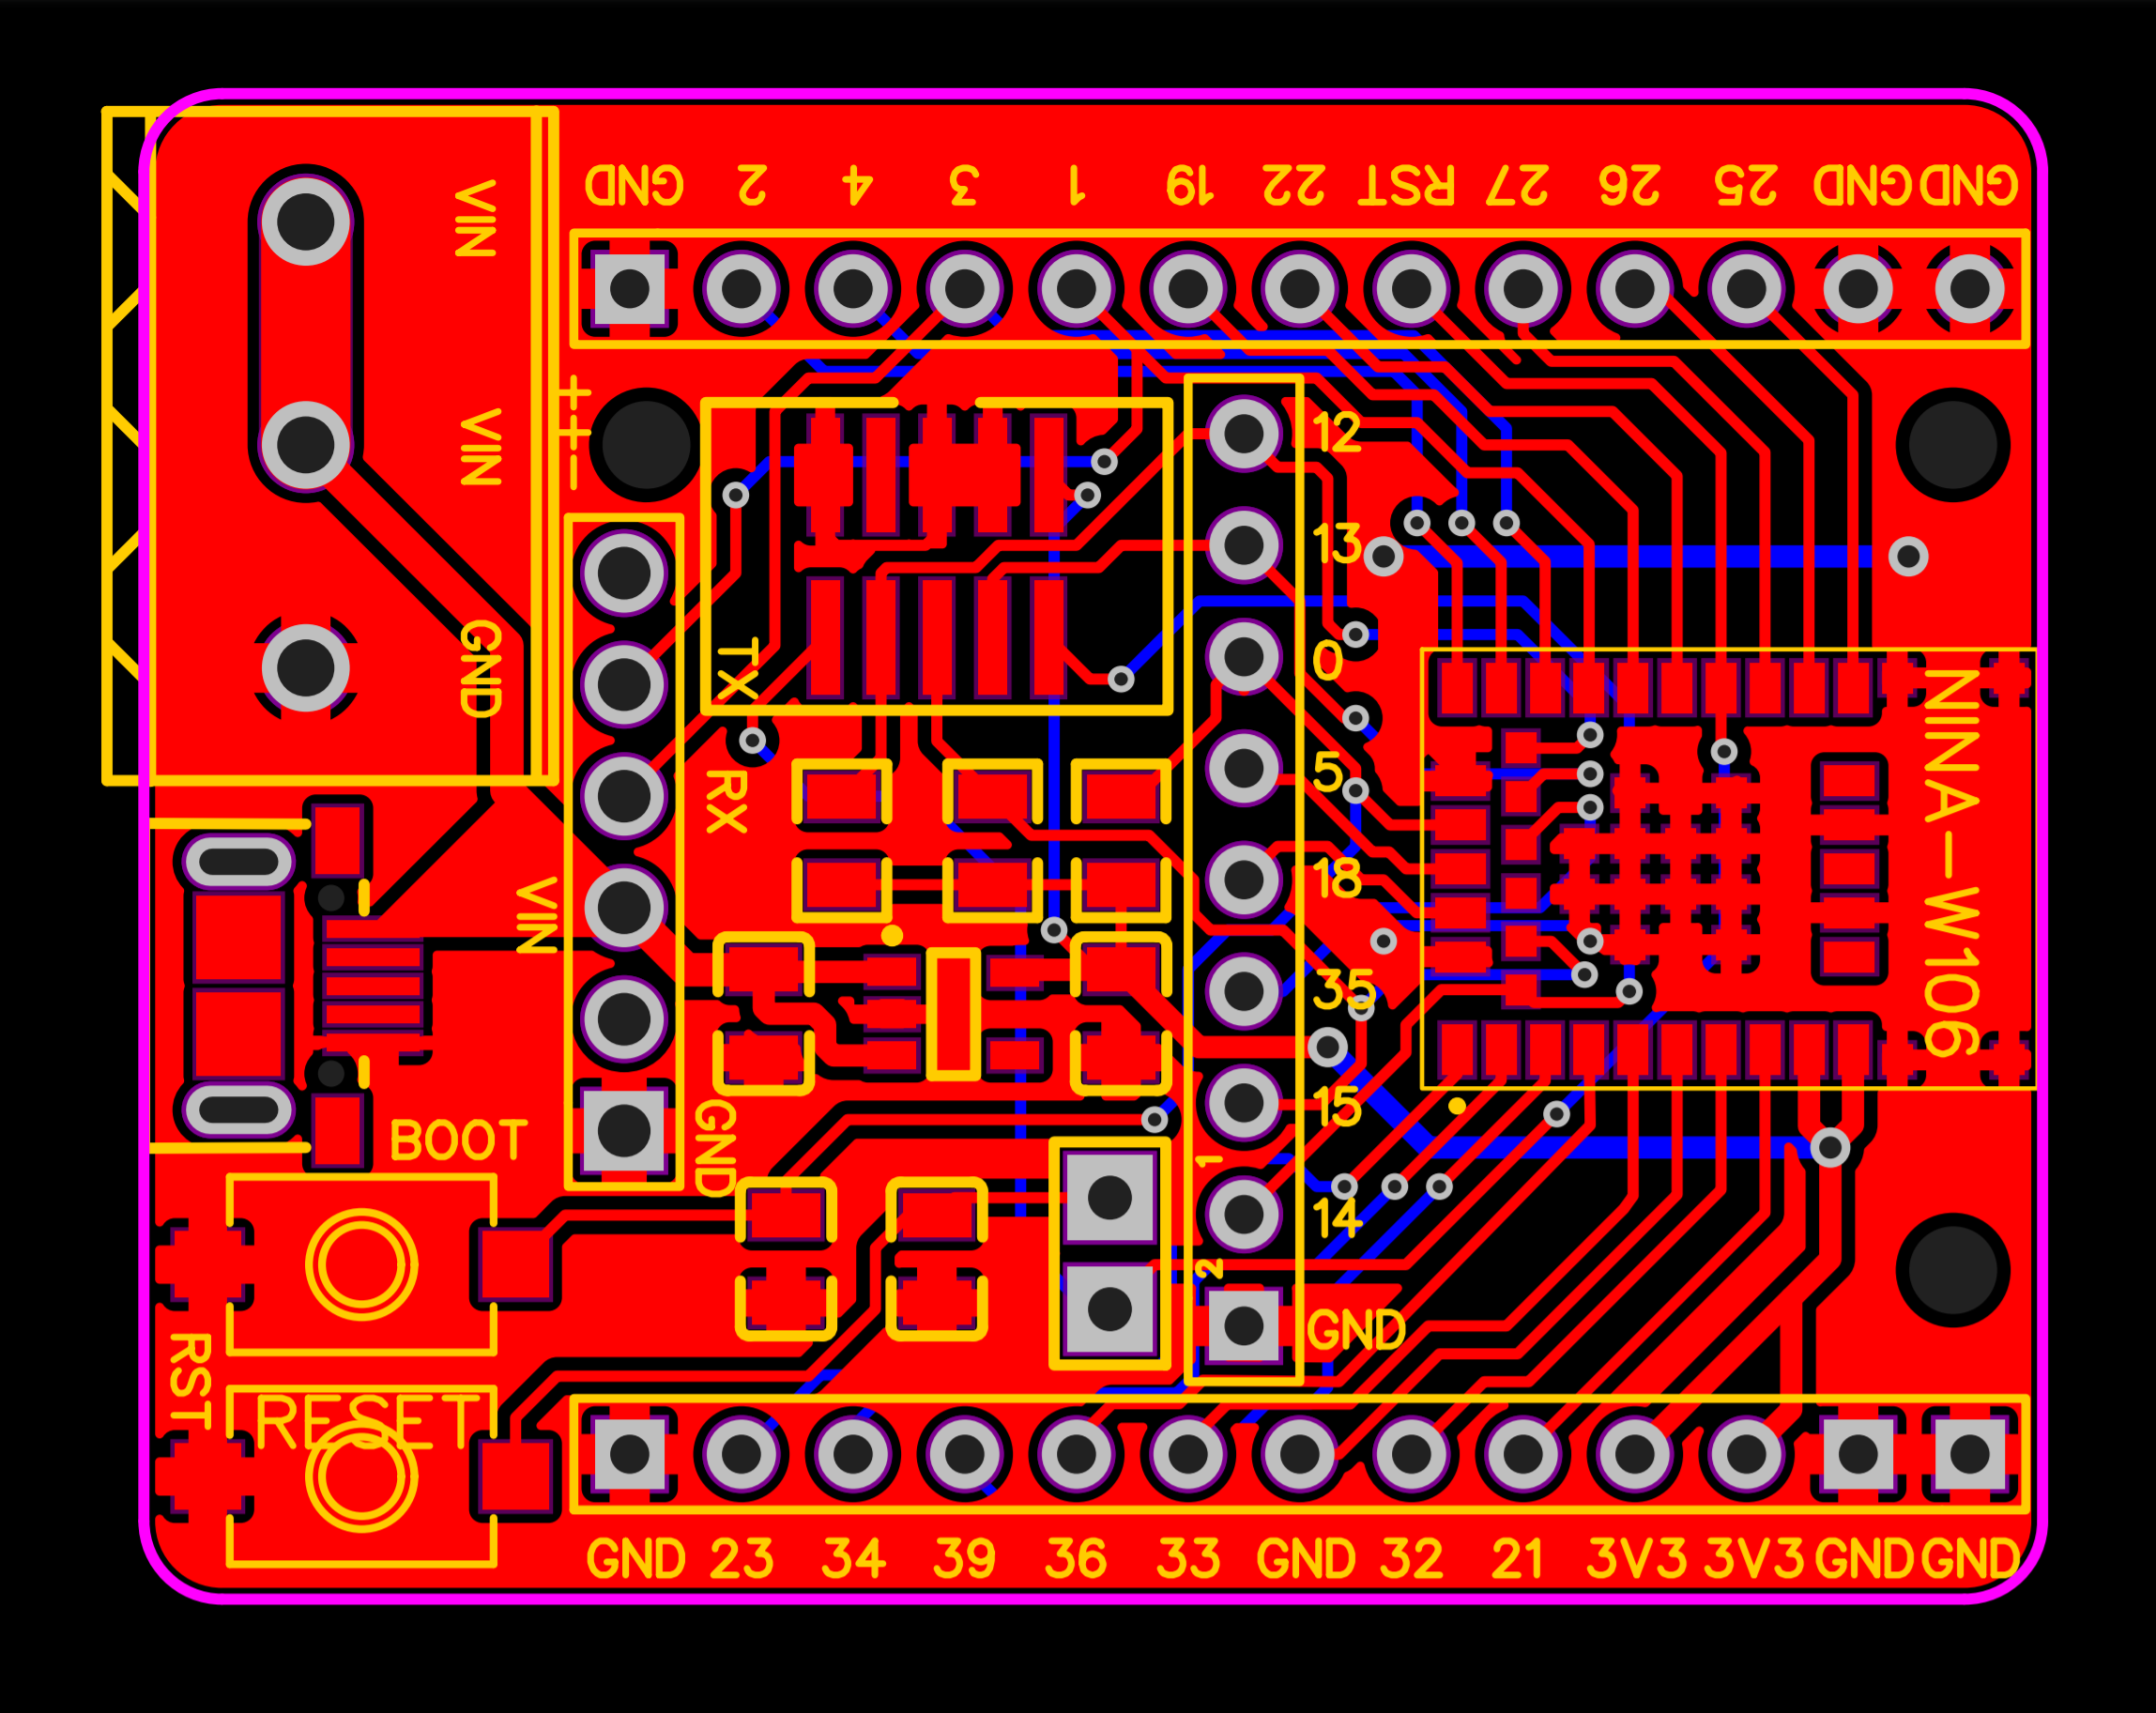 GND 2 4 3 1 19 22 RST 27 26 25 GND GND
VIN
VIN
GND
+
+
-
TX
RX
VIN
GND
12
13
0
5
18
35
15
14
GND
1
2
NINA-W106
BOOT
RST
RESET
GND 23 34 39 36 33 GND 32 21 3V3 3V3 GND GND